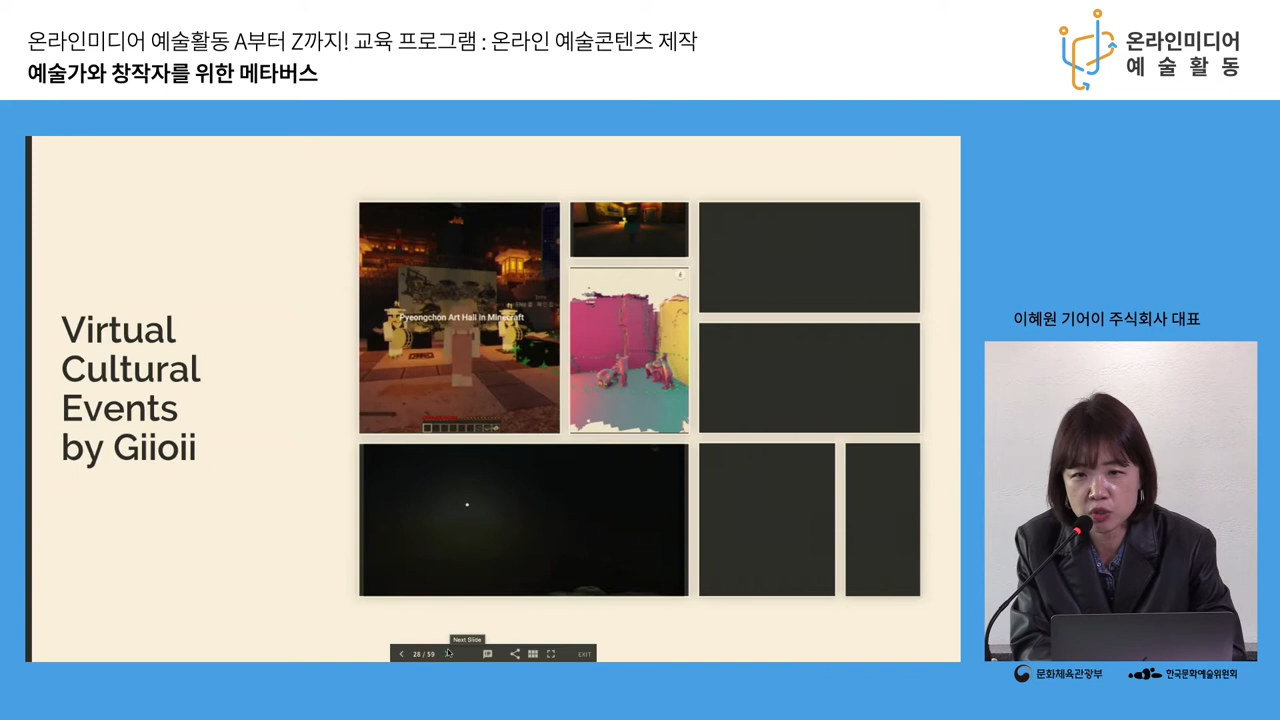 온라인미디어 예술활동 A부터 Z까지! 교육 프로그램 : 온라인 예술콘텐츠 제작
예술가와 창작자를 위한 메타버스
온라인미디어
예술활동
Virtual
Cultural
Events
by Giioii
Pyeongchon Art Hall in Minecraft
이혜원 기어이 주식회사 대표
Next Slide
28 / 59
EXIT
문화체육관광부
한국문화예술위원회